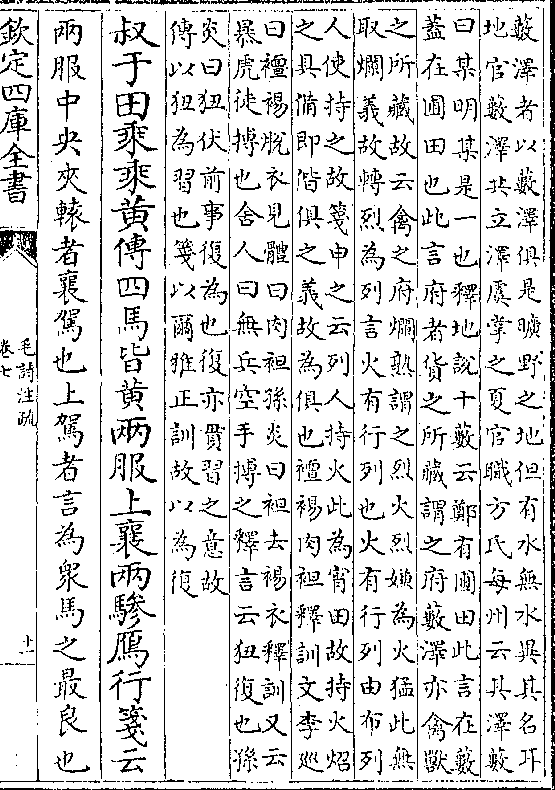 藪澤者以藪澤俱是曠野之地但有水無水與其名耳
地官藪澤共立澤虞掌之夏官職方氏每州云其澤藪
曰某明某是一也釋地說十藪云鄭有圃田此言在藪
蓋在圃田也此言府者貨之所臓謂之府藪澤亦禽獸
之所藏故云禽之府爛熟謂之烈火烈嫌為火猛此無
取爛義故轉烈為列言火有行列也火有行列由布列
人使持之故箋申之云列人持火此為宵田故持火炤
之具備即偕俱之義故為俱也襢裼肉袒釋訓文李廵
曰襢裼脫衣見體曰肉袒孫炎曰袒去裼衣釋訓又云
暴虎徒搏也舍人曰無兵空手搏之釋言云狃復也孫
炎曰狃伏前事復為也復亦貫習之意故
傳以狃為習也箋以爾雅正訓故以為復
叔于田乘乘黃傳四馬皆黃兩服上襄兩驂鴈行箋云
兩服中央夾轅者襄駕也上駕者言為衆馬之最良也
欽定四庫全書
毛詩注疏
卷七
十一